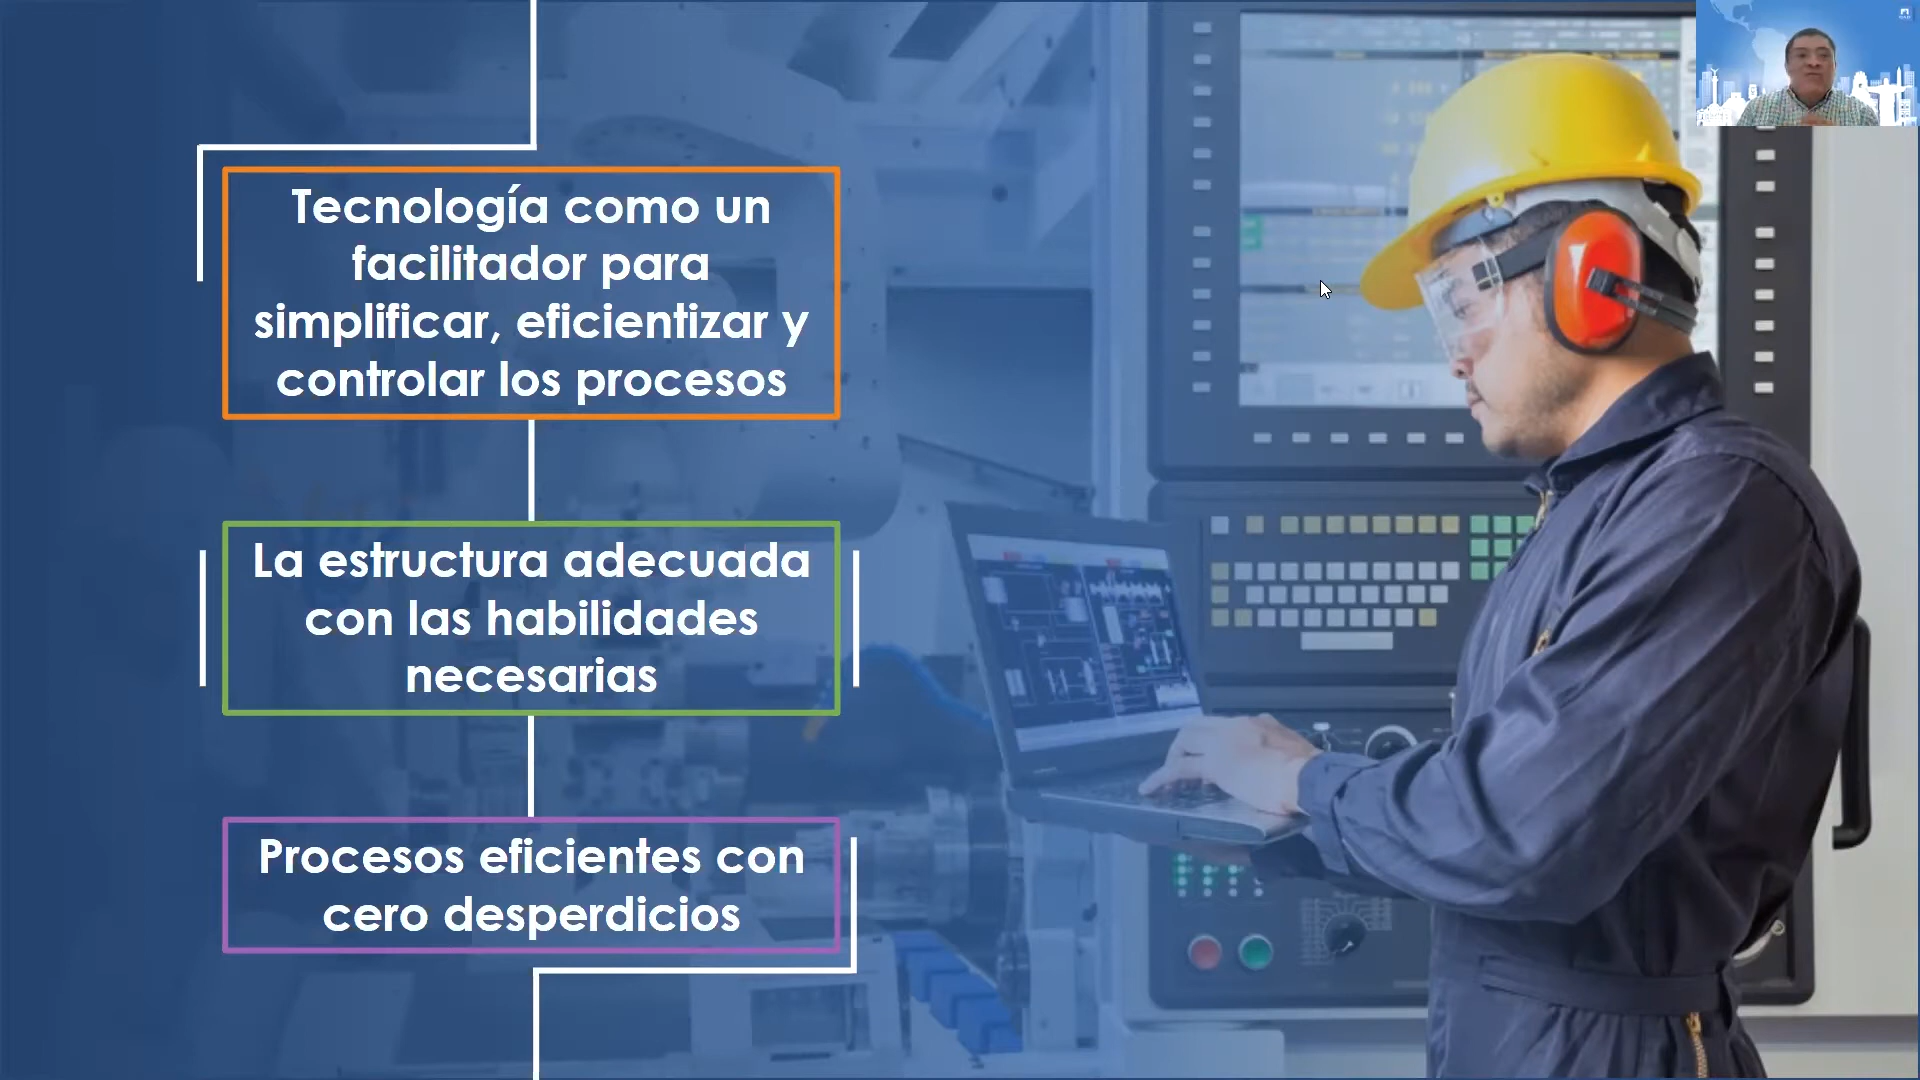 Tecnología como un
facilitador para
simplificar, eficientizar y
controlar los procesos
La estructura adecuada
con las habilidades
necesarias
Procesos eficientes con
cero desperdicios